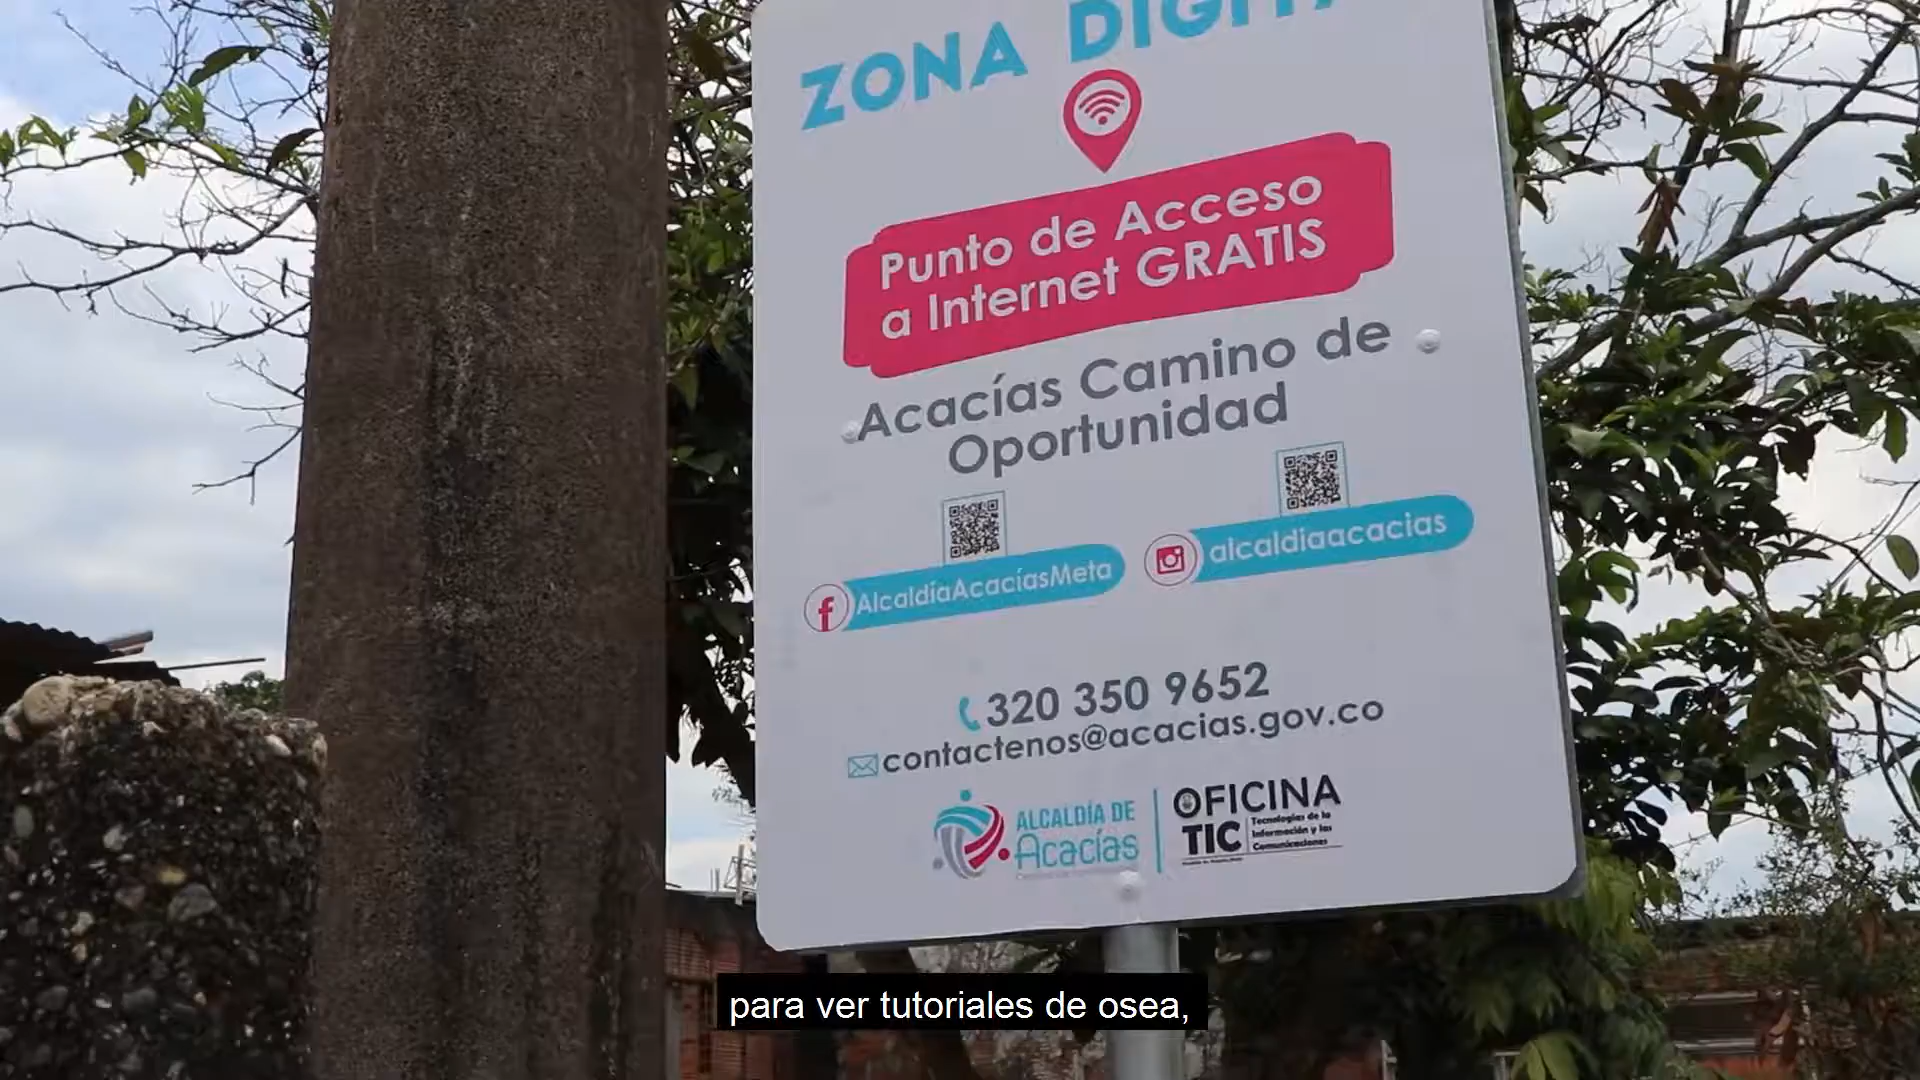 ZONA DIGITA
Punto de Acceso
a Internet GRATIS
Acacías Camino de
Oportunidad
AlcaldíaAcacíasMeta
alcaldiaacacias
320 350 9652
contactenos@acacias.gov.co
ALCALDÍA DE
Acacías
OFICINA
TIC
Tecnologías de la
Información y las
Comunicaciones
para ver tutoriales de osea,